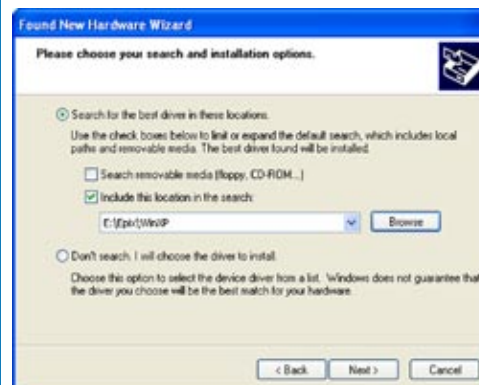 Found New Hardware Wizard
Please choose your search and installation options.
Search for the best driver in these locations.
Use the check boxes below to limit or expand the default search, which includes local
paths and removable media. The best driver found will be installed.
Search removable media (floppy, CD-ROM...)
Include this location in the search:
E:\Epix1\WinXP
Browse
Don't search. I will choose the driver to install.
Choose this option to select the device driver from a list. Windows does not guarantee that
the driver you choose will be the best match for your hardware.
< Back
Next >
Cancel